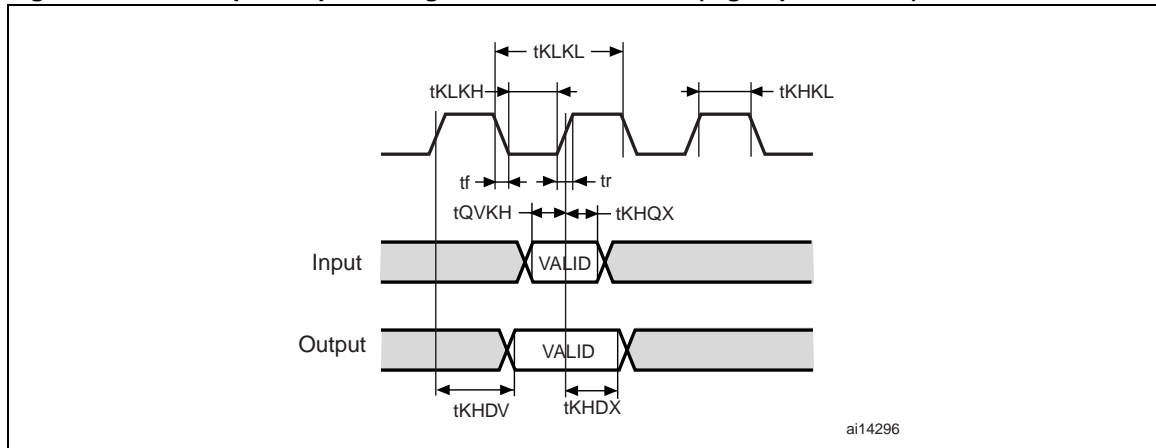 tKLKL
tKLKH
tKHKL
tf
tr
tQVKH
tKHQX
Input
VALID
Output
VALID
tKHDV
tKHDX
ai14296